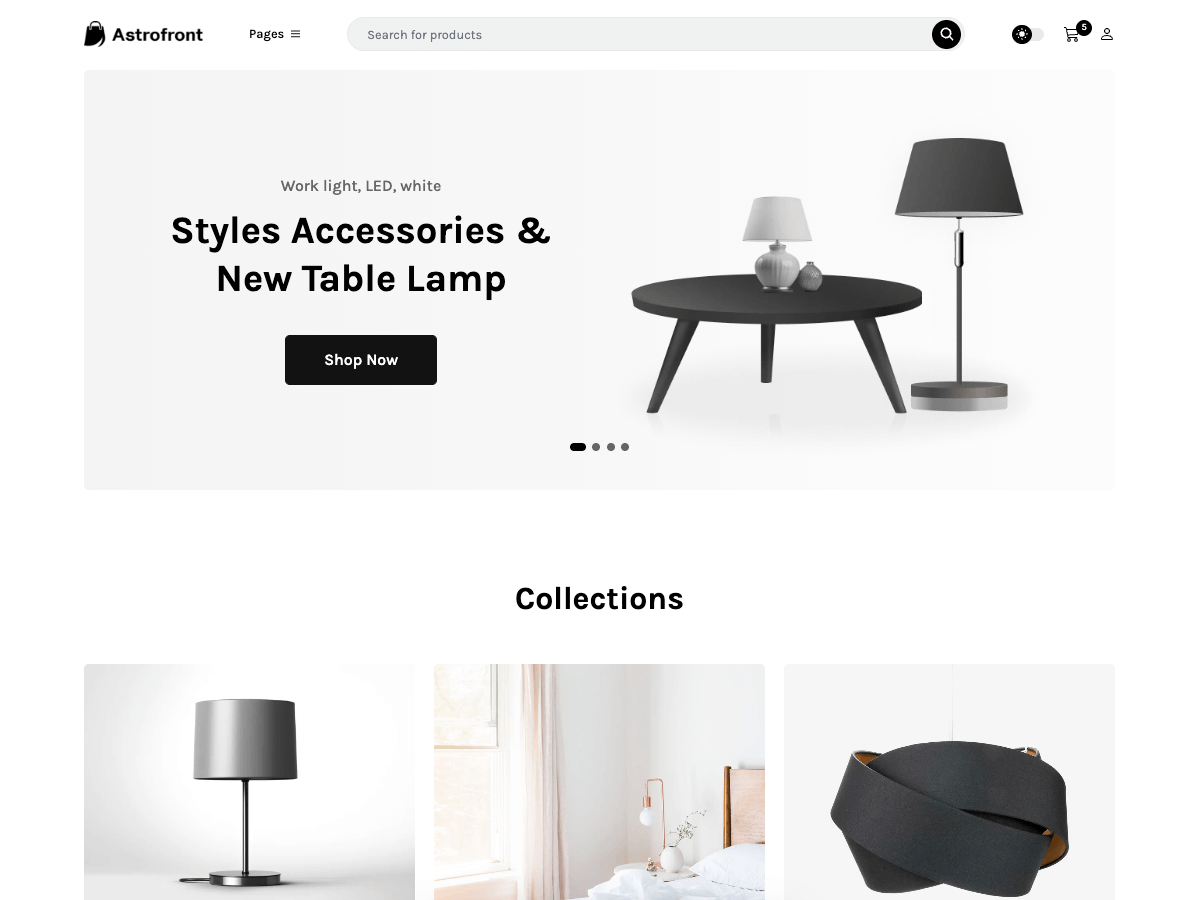 Astrofront
Pages
Search for products
5
Work light, LED, white
Styles Accessories &
New Table Lamp
Shop Now
Collections